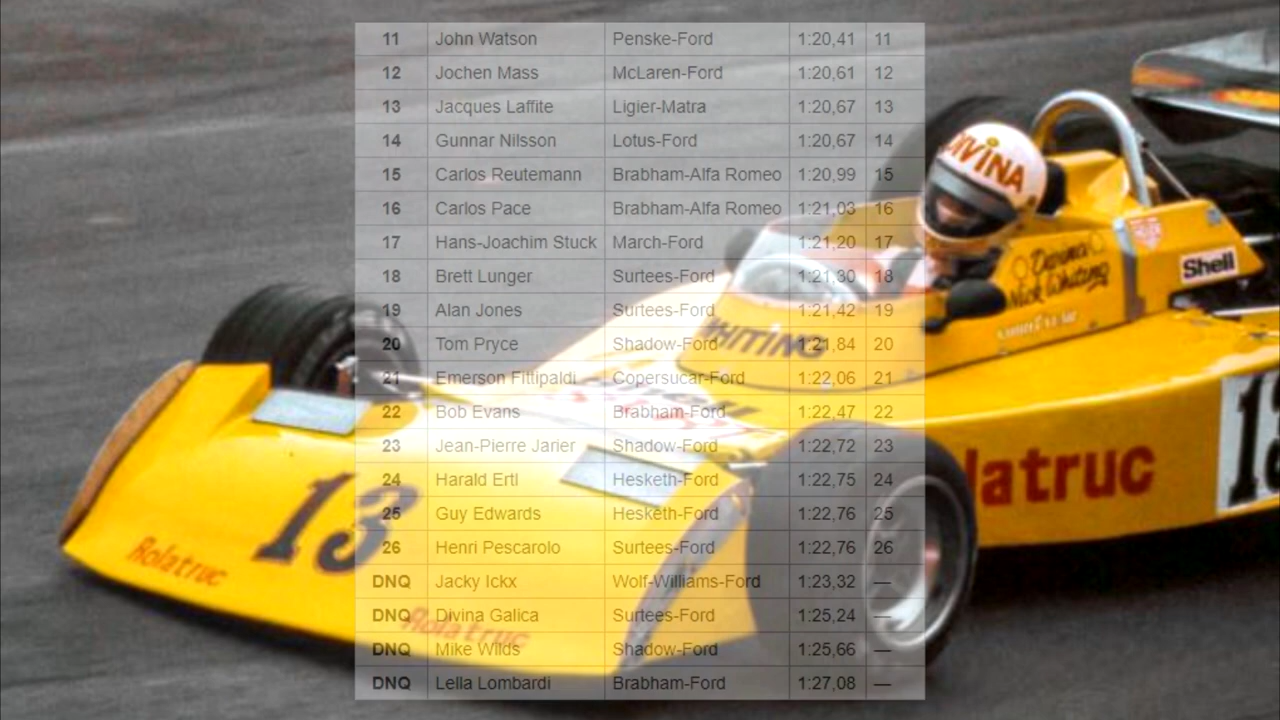 11 John Watson Penske-Ford 1:20,41 11
12 Jochen Mass McLaren-Ford 1:20,61 12
13 Jacques Laffite Ligier-Matra 1:20,67 13
14 Gunnar Nilsson Lotus-Ford 1:20,67 14
15 Carlos Reutemann Brabham-Alfa Romeo 1:20,99 15
16 Carlos Pace Brabham-Alfa Romeo 1:21,03 16
17 Hans-Joachim Stuck March-Ford 1:21,20 17
18 Brett Lunger Surtees-Ford 1:21,30 18
19 Alan Jones Surtees-Ford 1:21,42 19
20 Tom Pryce Shadow-Ford 1:21,84 20
21 Emerson Fittipaldi Copersucar-Ford 1:22,06 21
22 Bob Evans Brabham-Ford 1:22,47 22
23 Jean-Pierre Jarier Shadow-Ford 1:22,72 23
24 Harald Ertl Hesketh-Ford 1:22,75 24
25 Guy Edwards Hesketh-Ford 1:22,76 25
26 Henri Pescarolo Surtees-Ford 1:22,76 26
DNQ Jacky Ickx Wolf-Williams-Ford 1:23,32 —
DNQ Divina Galica Surtees-Ford 1:25,24 —
DNQ Mike Wilds Shadow-Ford 1:25,66 —
DNQ Lella Lombardi Brabham-Ford 1:27,08 —
DIVINA
Davina
Nick Whiting
Shell
GOODYEAR
WHITING
latruc
13
Rolatruc
Rolatruc